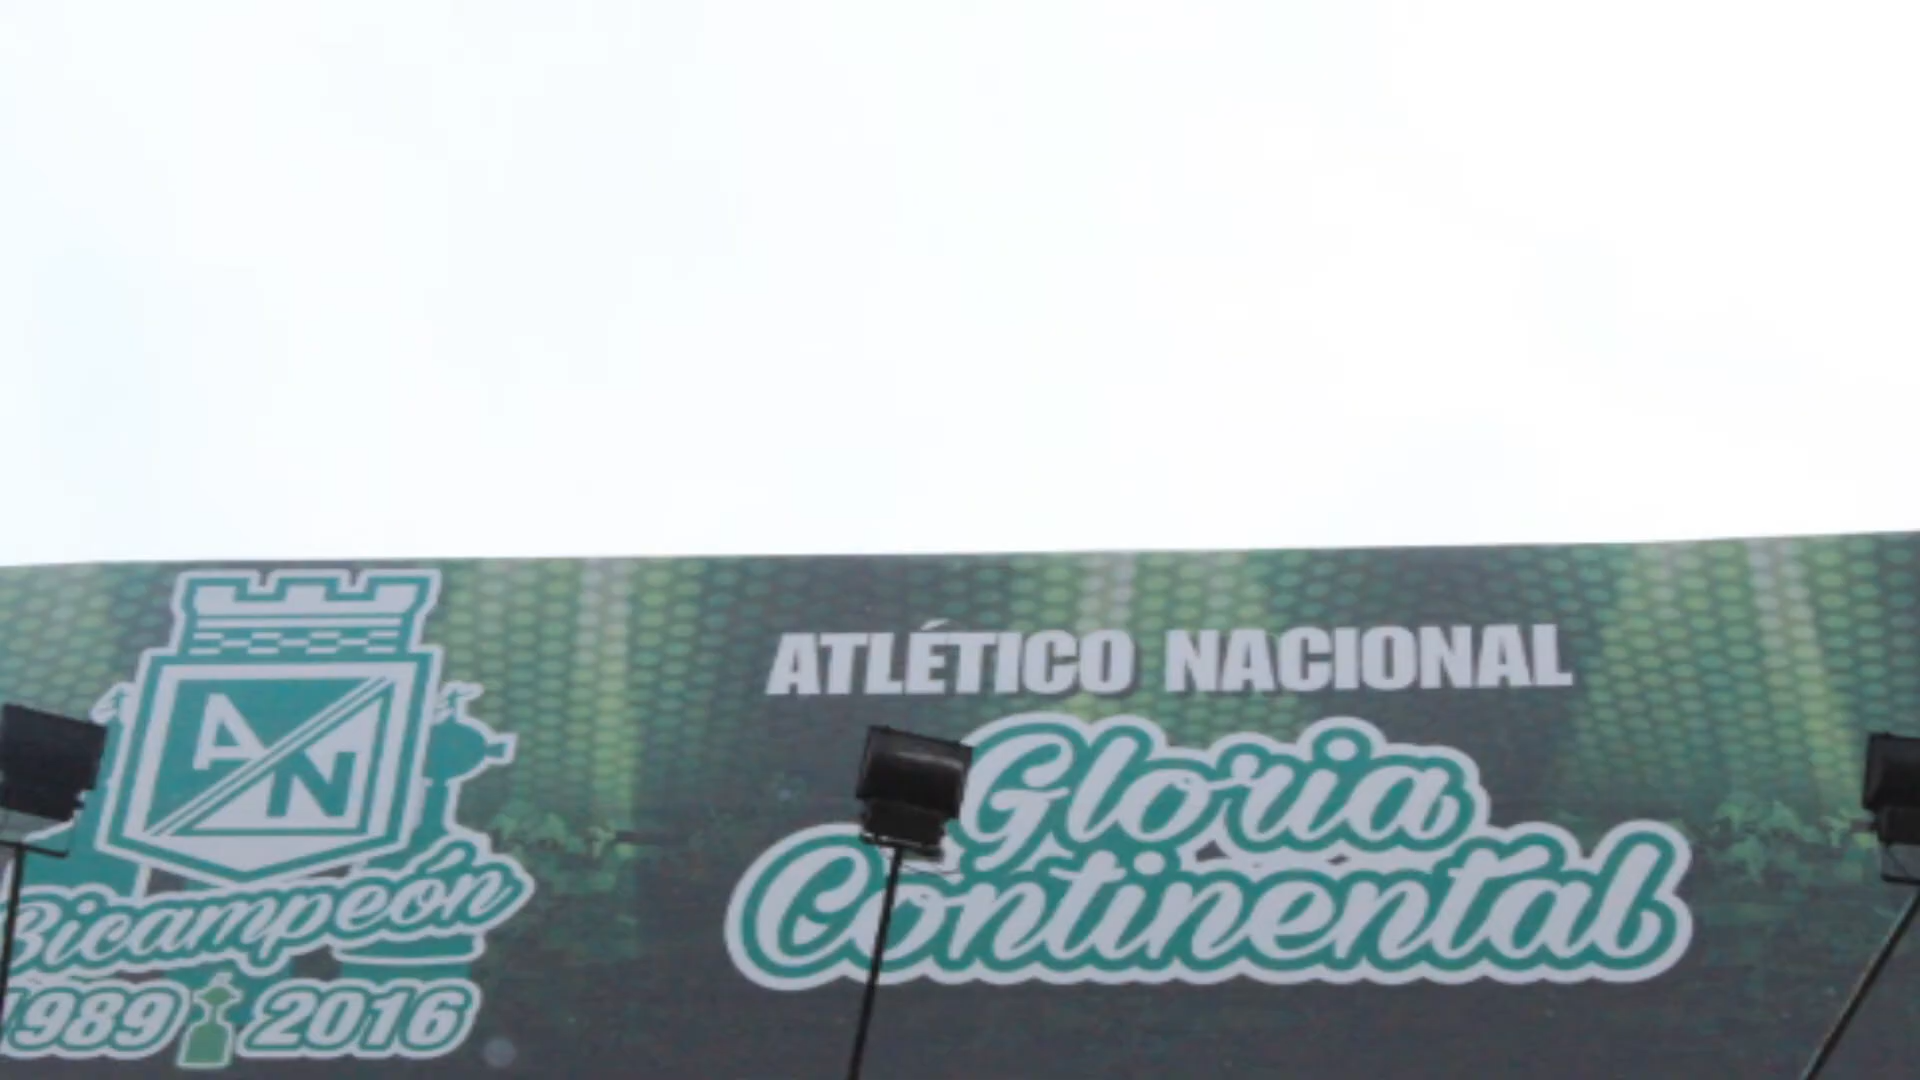 AN
Bicampeón
1989 2016
ATLÉTICO NACIONAL
Gloria
Continental